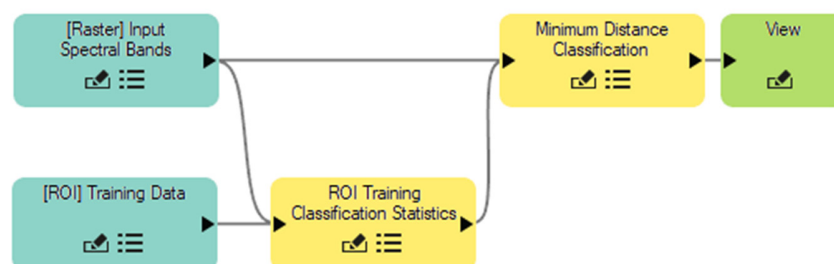 [Raster] Input
Spectral Bands
Minimum Distance
Classification
View
[ROI] Training Data
ROI Training
Classification Statistics